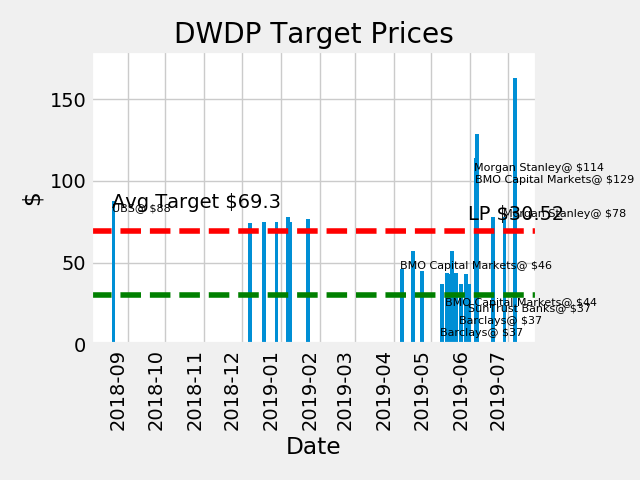 DWDP Target Prices
150
100
50
0
$
Morgan Stanley@ $114
BMO Capital Markets@ $129
Avg Target $69.3
UBS@ $88
LP $30.52
Morgan Stanley@ $78
BMO Capital Markets@ $46
BMO Capital Markets@ $44
SunTrust Banks@ $37
Barclays@ $37
Barclays@ $37
2018-09
2018-10
2018-11
2018-12
2019-01
2019-02
2019-03
2019-04
2019-05
2019-06
2019-07
Date